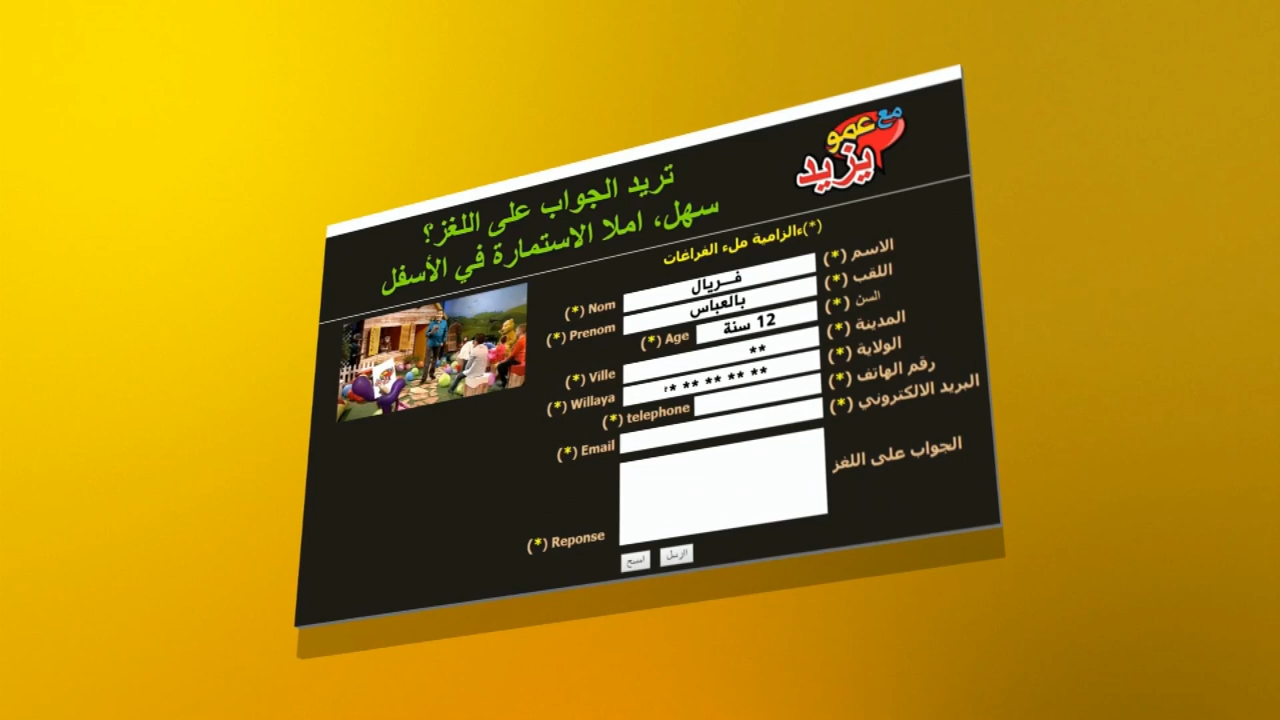 مع عمو
يزيد
تريد الجواب على اللغز؟
سهل، املا الاستمارة في الأسفل
(*)ءالزامية ملء الفراغات
الاسم (*) فـريال Nom (*)
اللقب (*) بالعباس Prenom (*)
السن (*) 12 سنة Age (*)
المدينة (*) ** Ville (*)
الولاية (*) ** ** ** ** Willaya (*)
رقم الهاتف (*) telephone (*)
البريد الالكتروني (*) Email (*)
الجواب على اللغز Reponse (*)
ارسل امسح